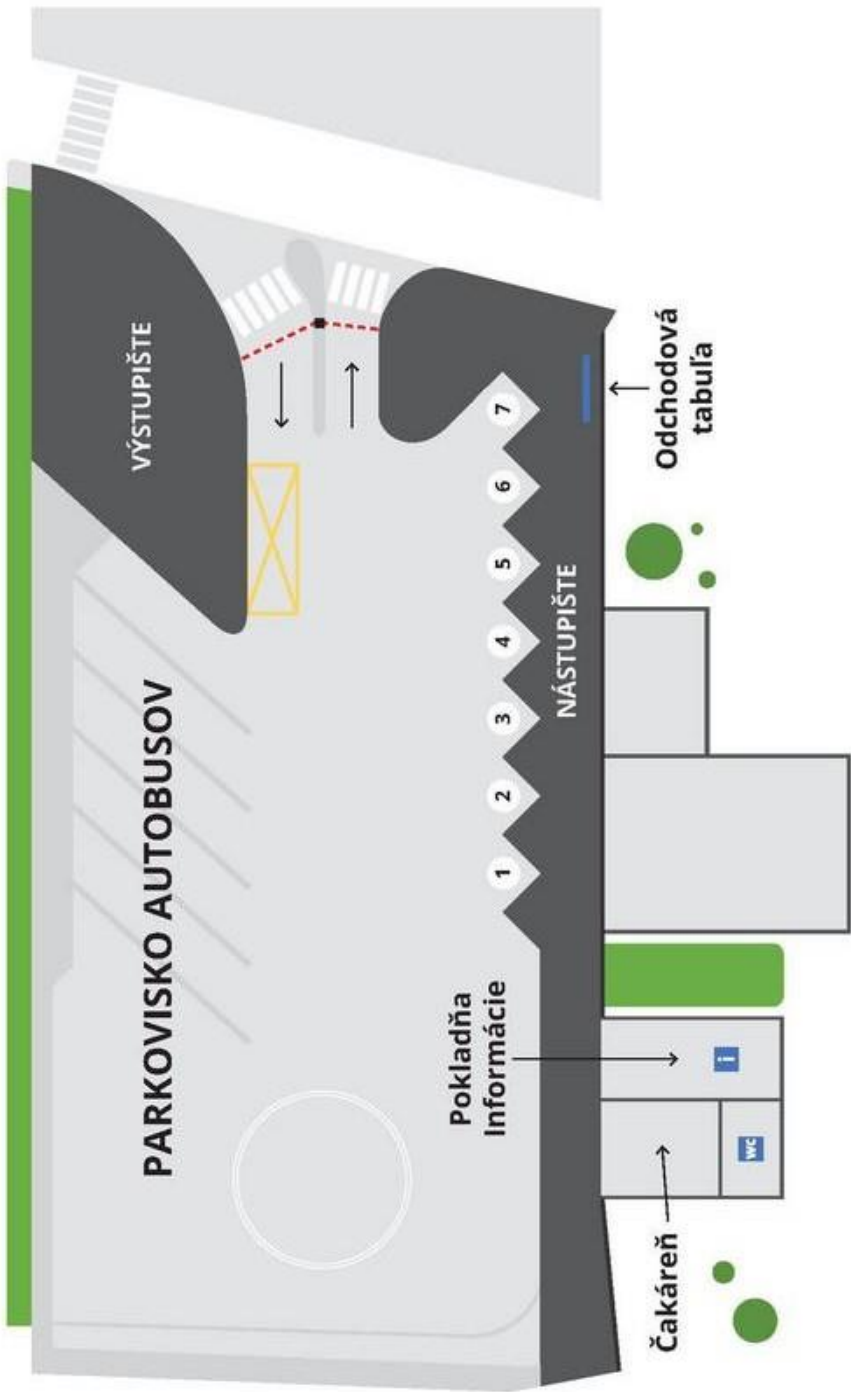 VÝSTUPIŠTE
PARKOVISKO AUTOBUSOV
1
2
3
4
5
6
7
NÁSTUPIŠTE
Odchodová
tabuľa
Pokladňa
Informácie
i
Čakáreň
wc